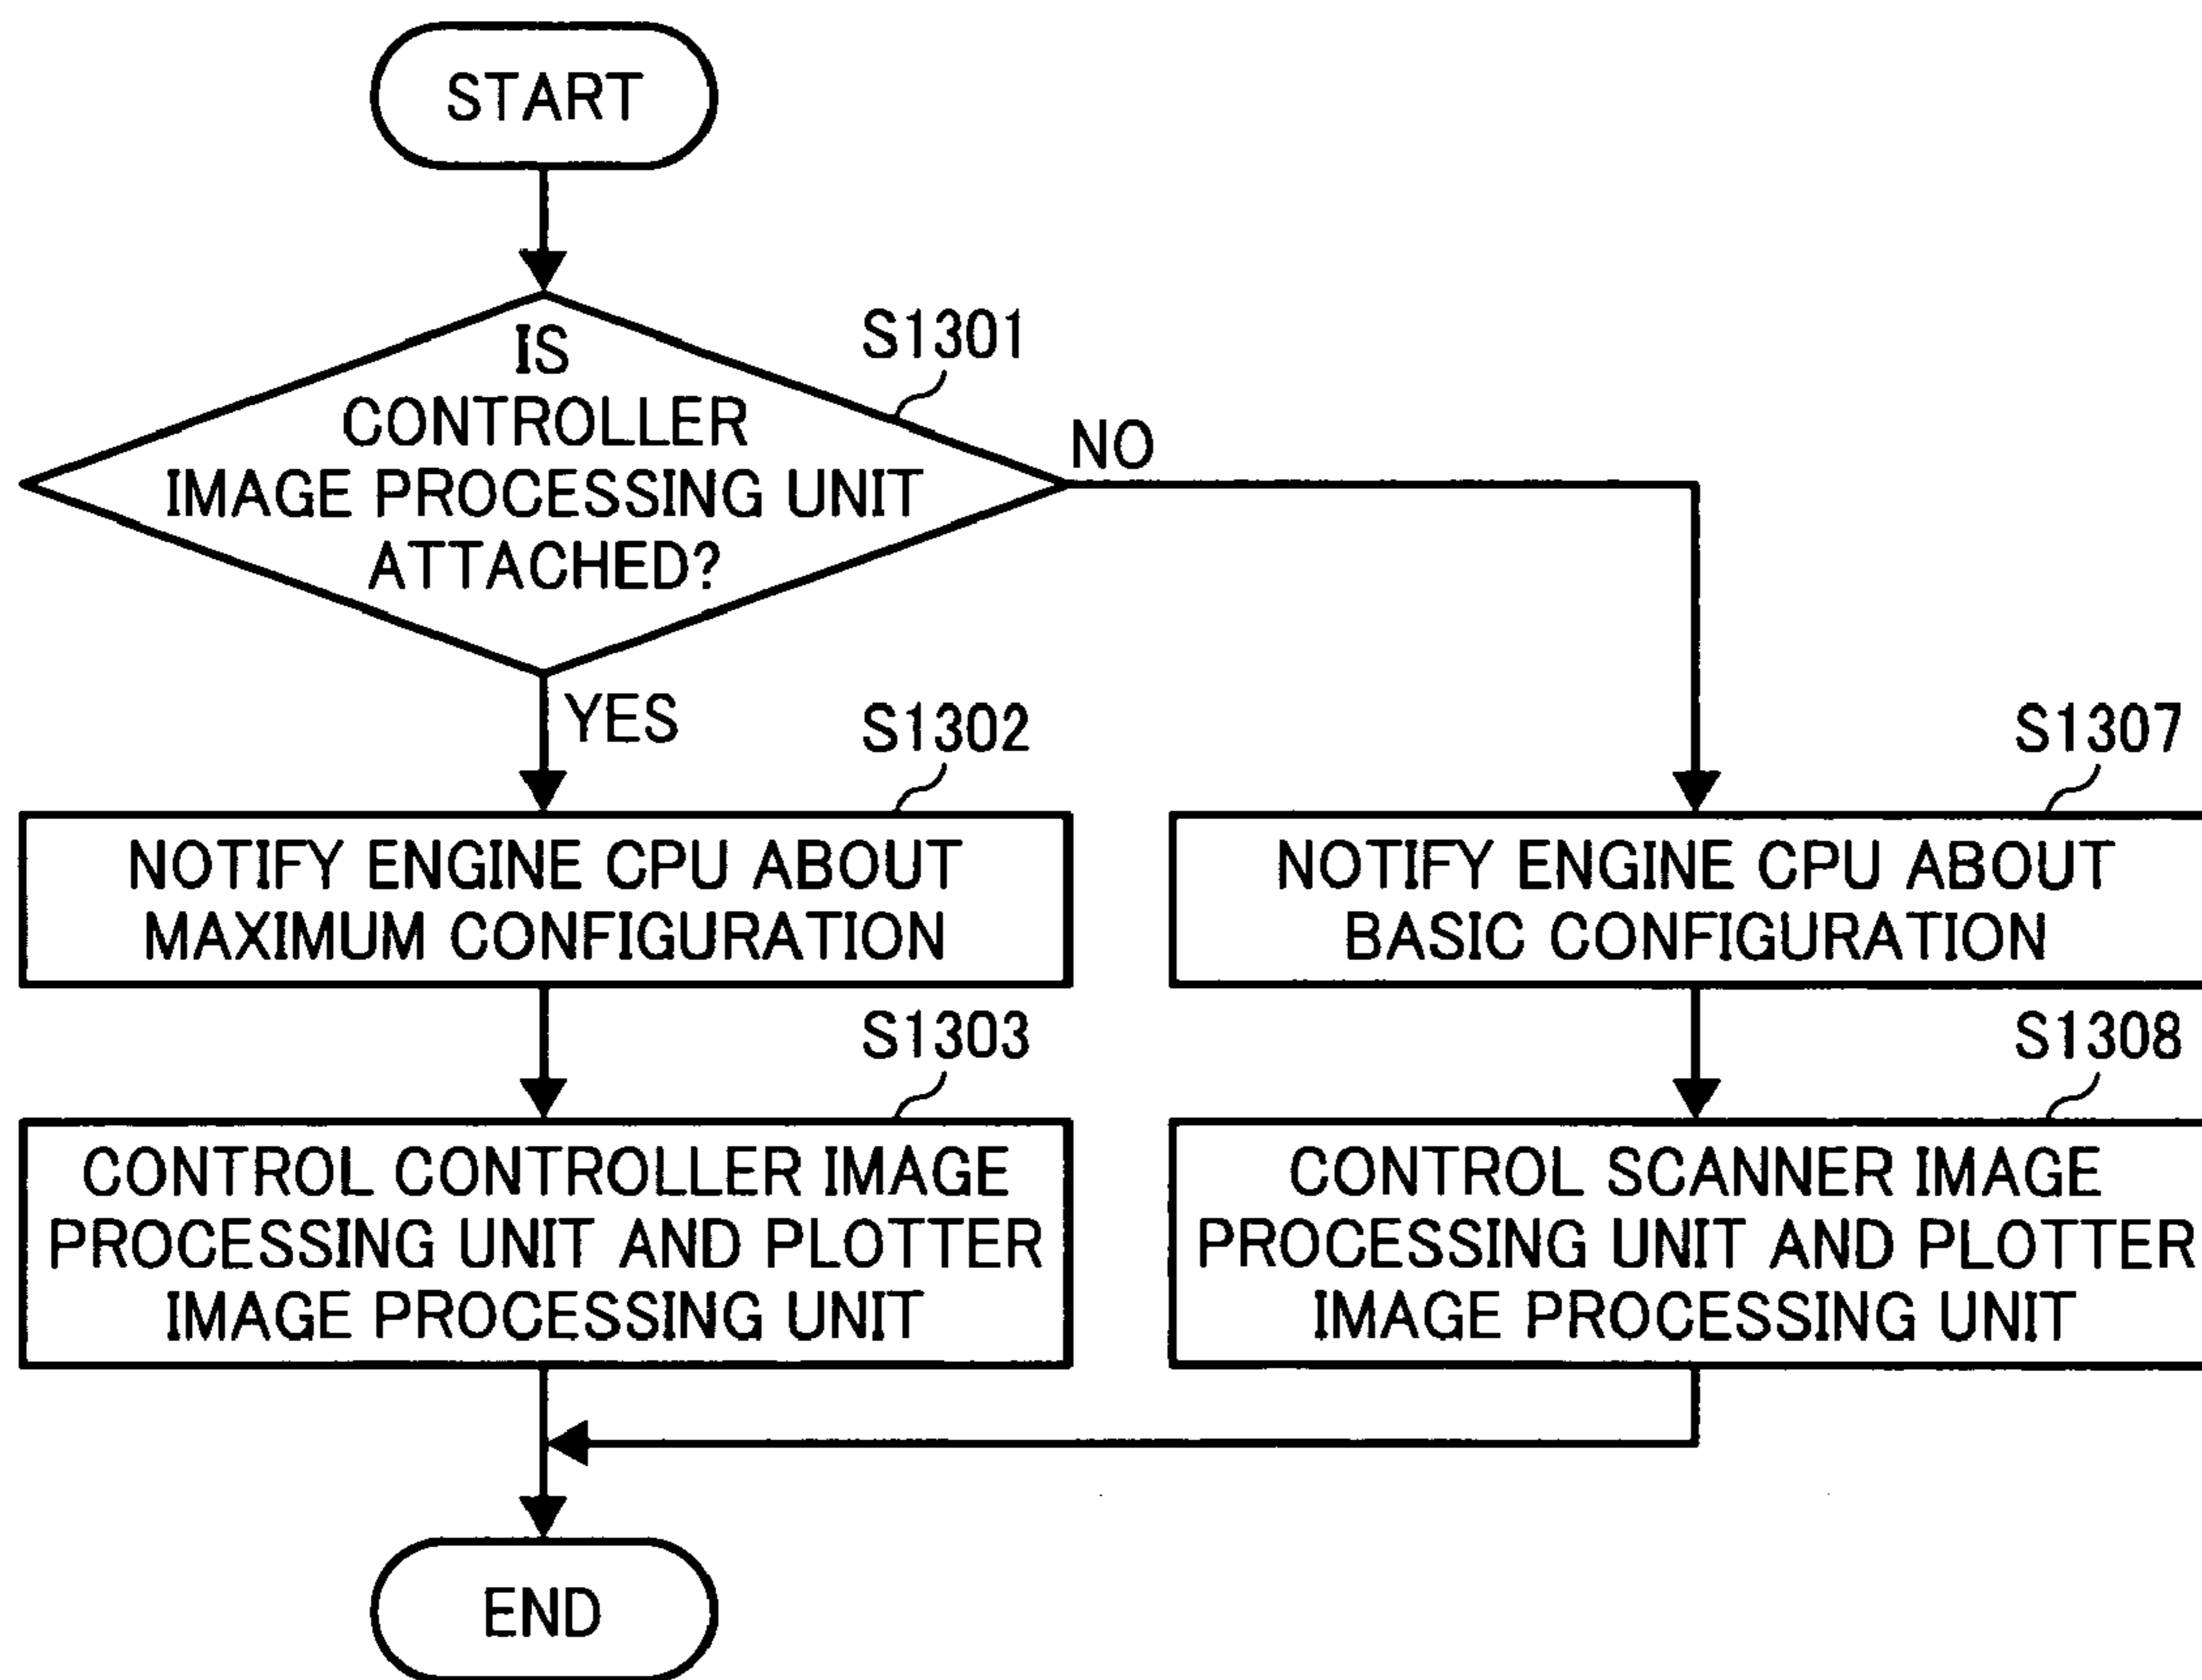 START
S1301
IS
CONTROLLER
IMAGE PROCESSING UNIT
ATTACHED?
NO
YES
S1302
NOTIFY ENGINE CPU ABOUT
MAXIMUM CONFIGURATION
S1307
NOTIFY ENGINE CPU ABOUT
BASIC CONFIGURATION
S1303
CONTROL CONTROLLER IMAGE
PROCESSING UNIT AND PLOTTER
IMAGE PROCESSING UNIT
S1308
CONTROL SCANNER IMAGE
PROCESSING UNIT AND PLOTTER
IMAGE PROCESSING UNIT
END